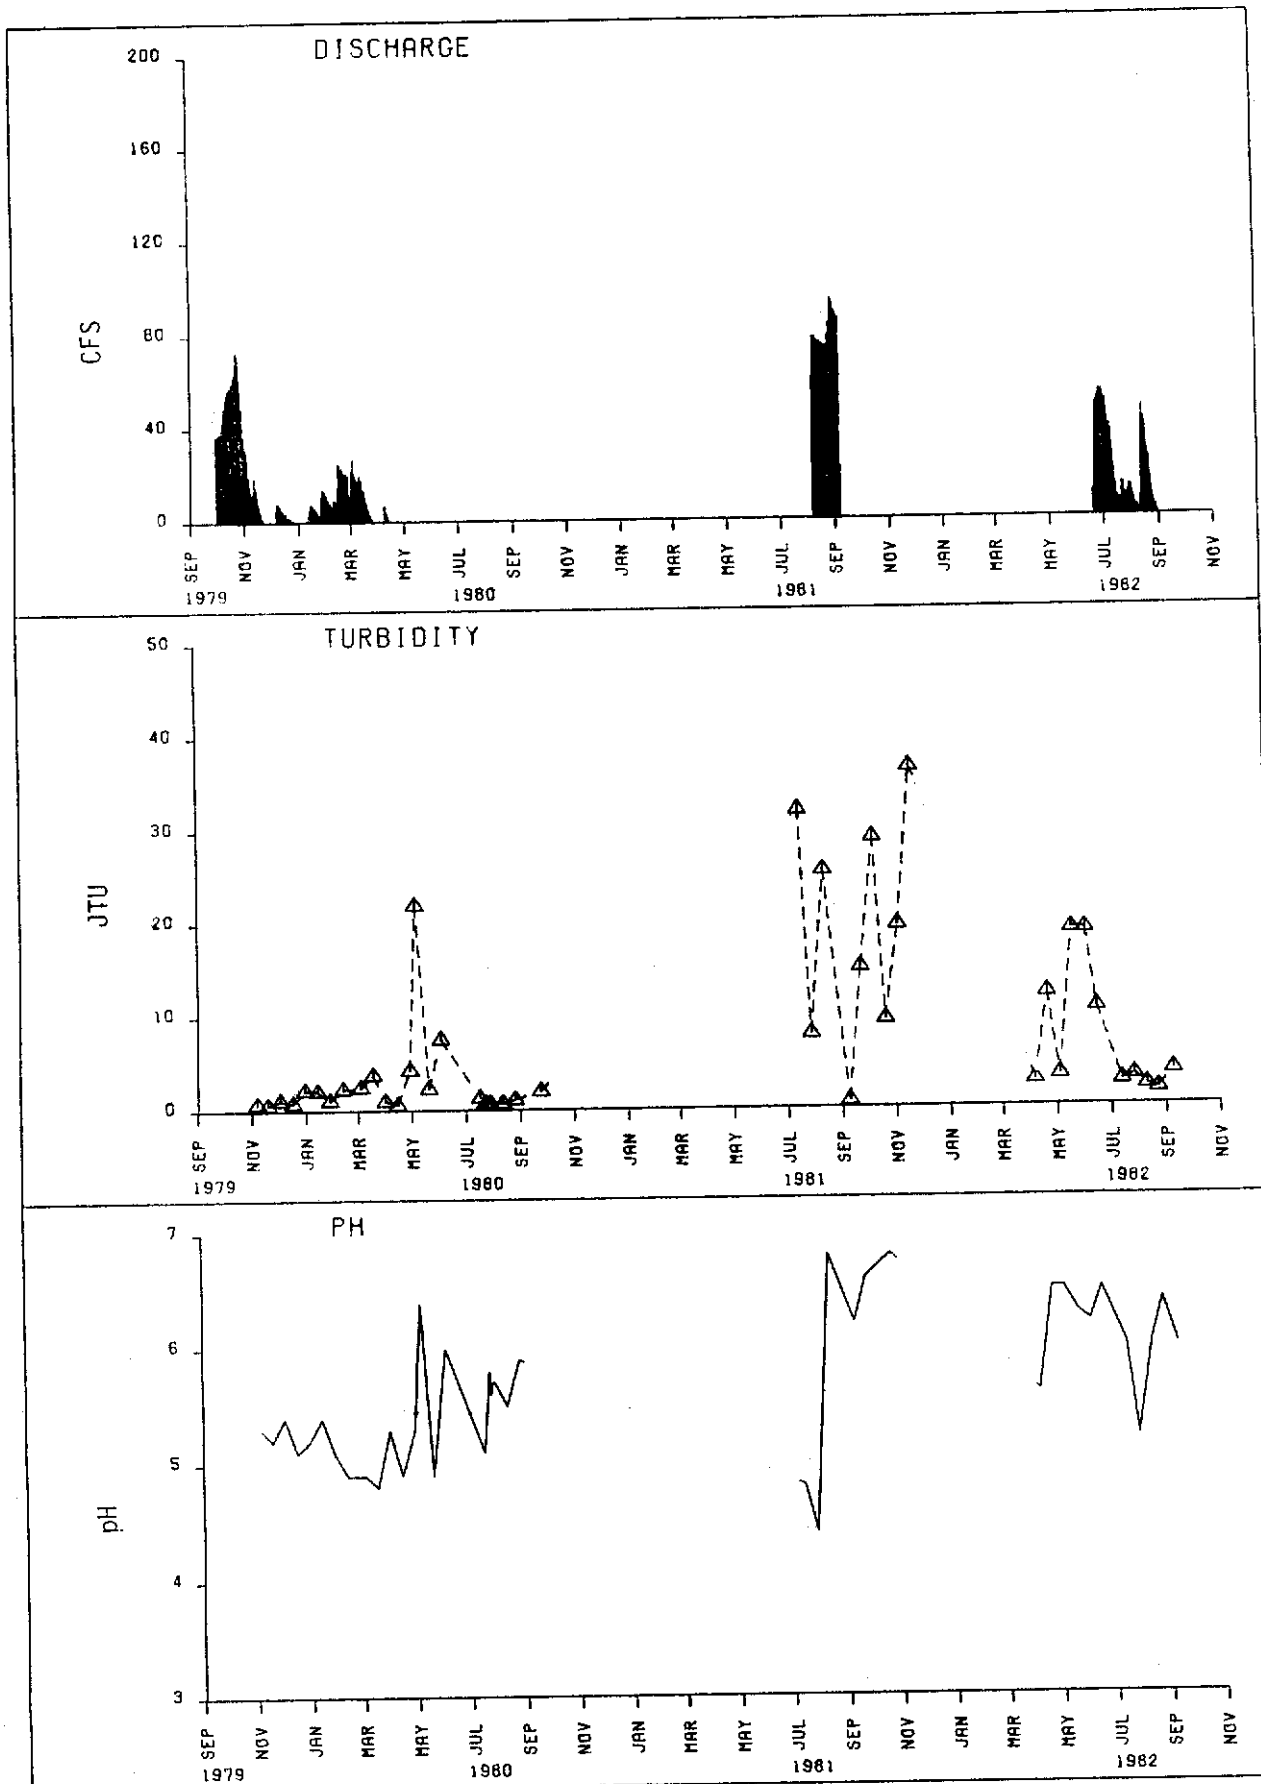 DISCHARGE
200
160
120
80
40
0
CFS
SEP NOV JAN MAR MAY JUL SEP NOV JAN MAR MAY JUL SEP NOV JAN MAR MAY JUL SEP NOV
1979 1980 1981 1982
TURBIDITY
50
40
30
20
10
0
JTU
SEP NOV JAN MAR MAY JUL SEP NOV JAN MAR MAY JUL SEP NOV JAN MAR MAY JUL SEP NOV
1979 1980 1981 1982
PH
7
6
5
4
3
pH
SEP NOV JAN MAR MAY JUL SEP NOV JAN MAR MAY JUL SEP NOV JAN MAR MAY JUL SEP NOV
1979 1980 1981 1982